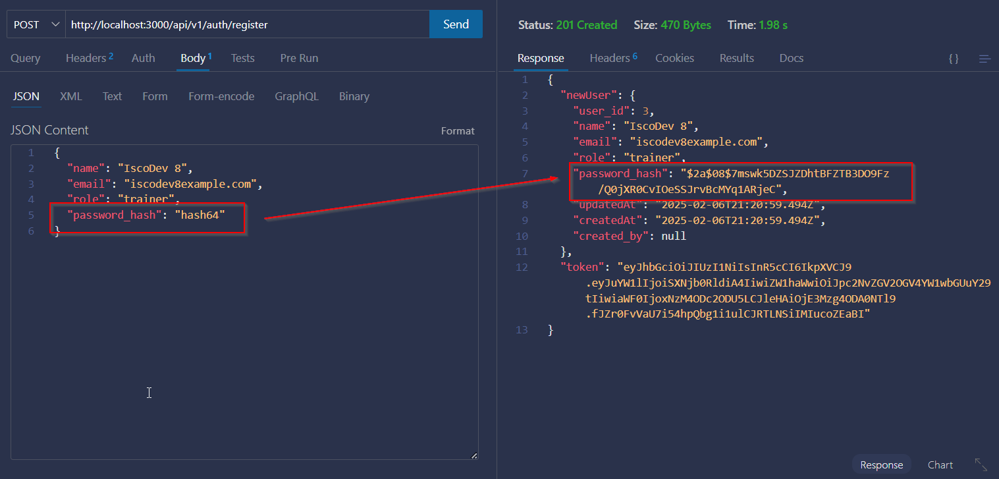 POST http://localhost:3000/api/v1/auth/register Send
Query Headers 2 Auth Body 1 Tests Pre Run
JSON XML Text Form Form-encode GraphQL Binary
JSON Content Format
1 {
2 "name": "IscoDev 8",
3 "email": "iscodev8example.com",
4 "role": "trainer",
5 "password_hash": "hash64"
6 }
Status: 201 Created Size: 470 Bytes Time: 1.98 s
Response Headers 6 Cookies Results Docs {}
1 {
2 "newUser": {
3 "user_id": 3,
4 "name": "IscoDev 8",
5 "email": "iscodev8example.com",
6 "role": "trainer",
7 "password_hash": "$2a$08$7mswk5DZSJZDhtBFZTB3DO9Fz
/Q0jXR0CvIOeSSJrvBcMYq1ARjeC",
8 "updatedAt": "2025-02-06T21:20:59.494Z",
9 "createdAt": "2025-02-06T21:20:59.494Z",
10 "created_by": null
11 },
12 "token": "eyJhbGciOiJIUzI1NiIsInR5cCI6IkpXVCJ9
.eyJuYW1lIjoiSXNjb0RldiA4IiwiZW1haWwiOiJpc2NvZGV2OGV4YW1wbGUuY29
tIiwiaWF0IjoxNzM4ODc2ODU5LCJleHAiOjE3Mzg4ODA0NTl9
.fJZr0FvVaU7i54hpQbg1i1ulCJRTLNSiIMIucoZEaBI"
13 }
Response Chart